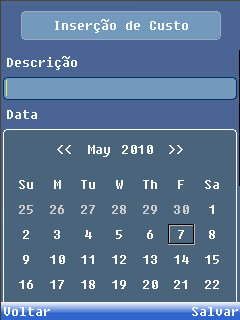 Inserção de Custo
Descrição
Data
<< May 2010 >>
Su M Tu W Th F Sa
25 26 27 28 29 30 1
2 3 4 5 6 7 8
9 10 11 12 13 14 15
16 17 18 19 20 21 22
Voltar Salvar